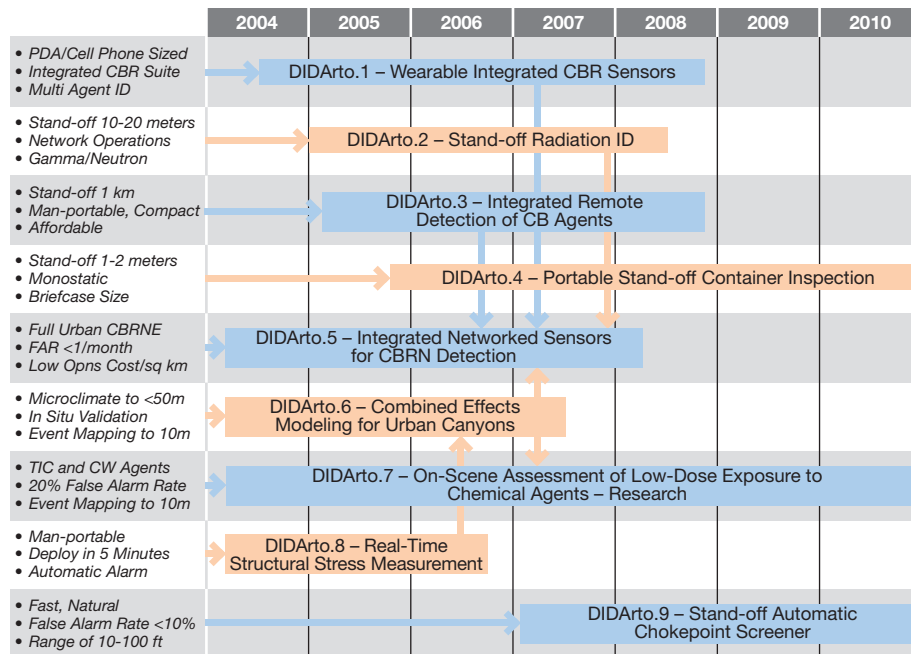 2004 2005 2006 2007 2008 2009 2010
• PDA/Cell Phone Sized
• Integrated CBR Suite
• Multi Agent ID
DIDArto.1 – Wearable Integrated CBR Sensors
• Stand-off 10-20 meters
• Network Operations
• Gamma/Neutron
DIDArto.2 – Stand-off Radiation ID
• Stand-off 1 km
• Man-portable, Compact
• Affordable
DIDArto.3 – Integrated Remote
Detection of CB Agents
• Stand-off 1-2 meters
• Monostatic
• Briefcase Size
DIDArto.4 – Portable Stand-off Container Inspection
• Full Urban CBRNE
• FAR <1/month
• Low Opns Cost/sq km
DIDArto.5 – Integrated Networked Sensors
for CBRN Detection
• Microclimate to <50m
• In Situ Validation
• Event Mapping to 10m
DIDArto.6 – Combined Effects
Modeling for Urban Canyons
• TIC and CW Agents
• 20% False Alarm Rate
• Event Mapping to 10m
DIDArto.7 – On-Scene Assessment of Low-Dose Exposure to
Chemical Agents – Research
• Man-portable
• Deploy in 5 Minutes
• Automatic Alarm
DIDArto.8 – Real-Time
Structural Stress Measurement
• Fast, Natural
• False Alarm Rate <10%
• Range of 10-100 ft
DIDArto.9 – Stand-off Automatic
Chokepoint Screener